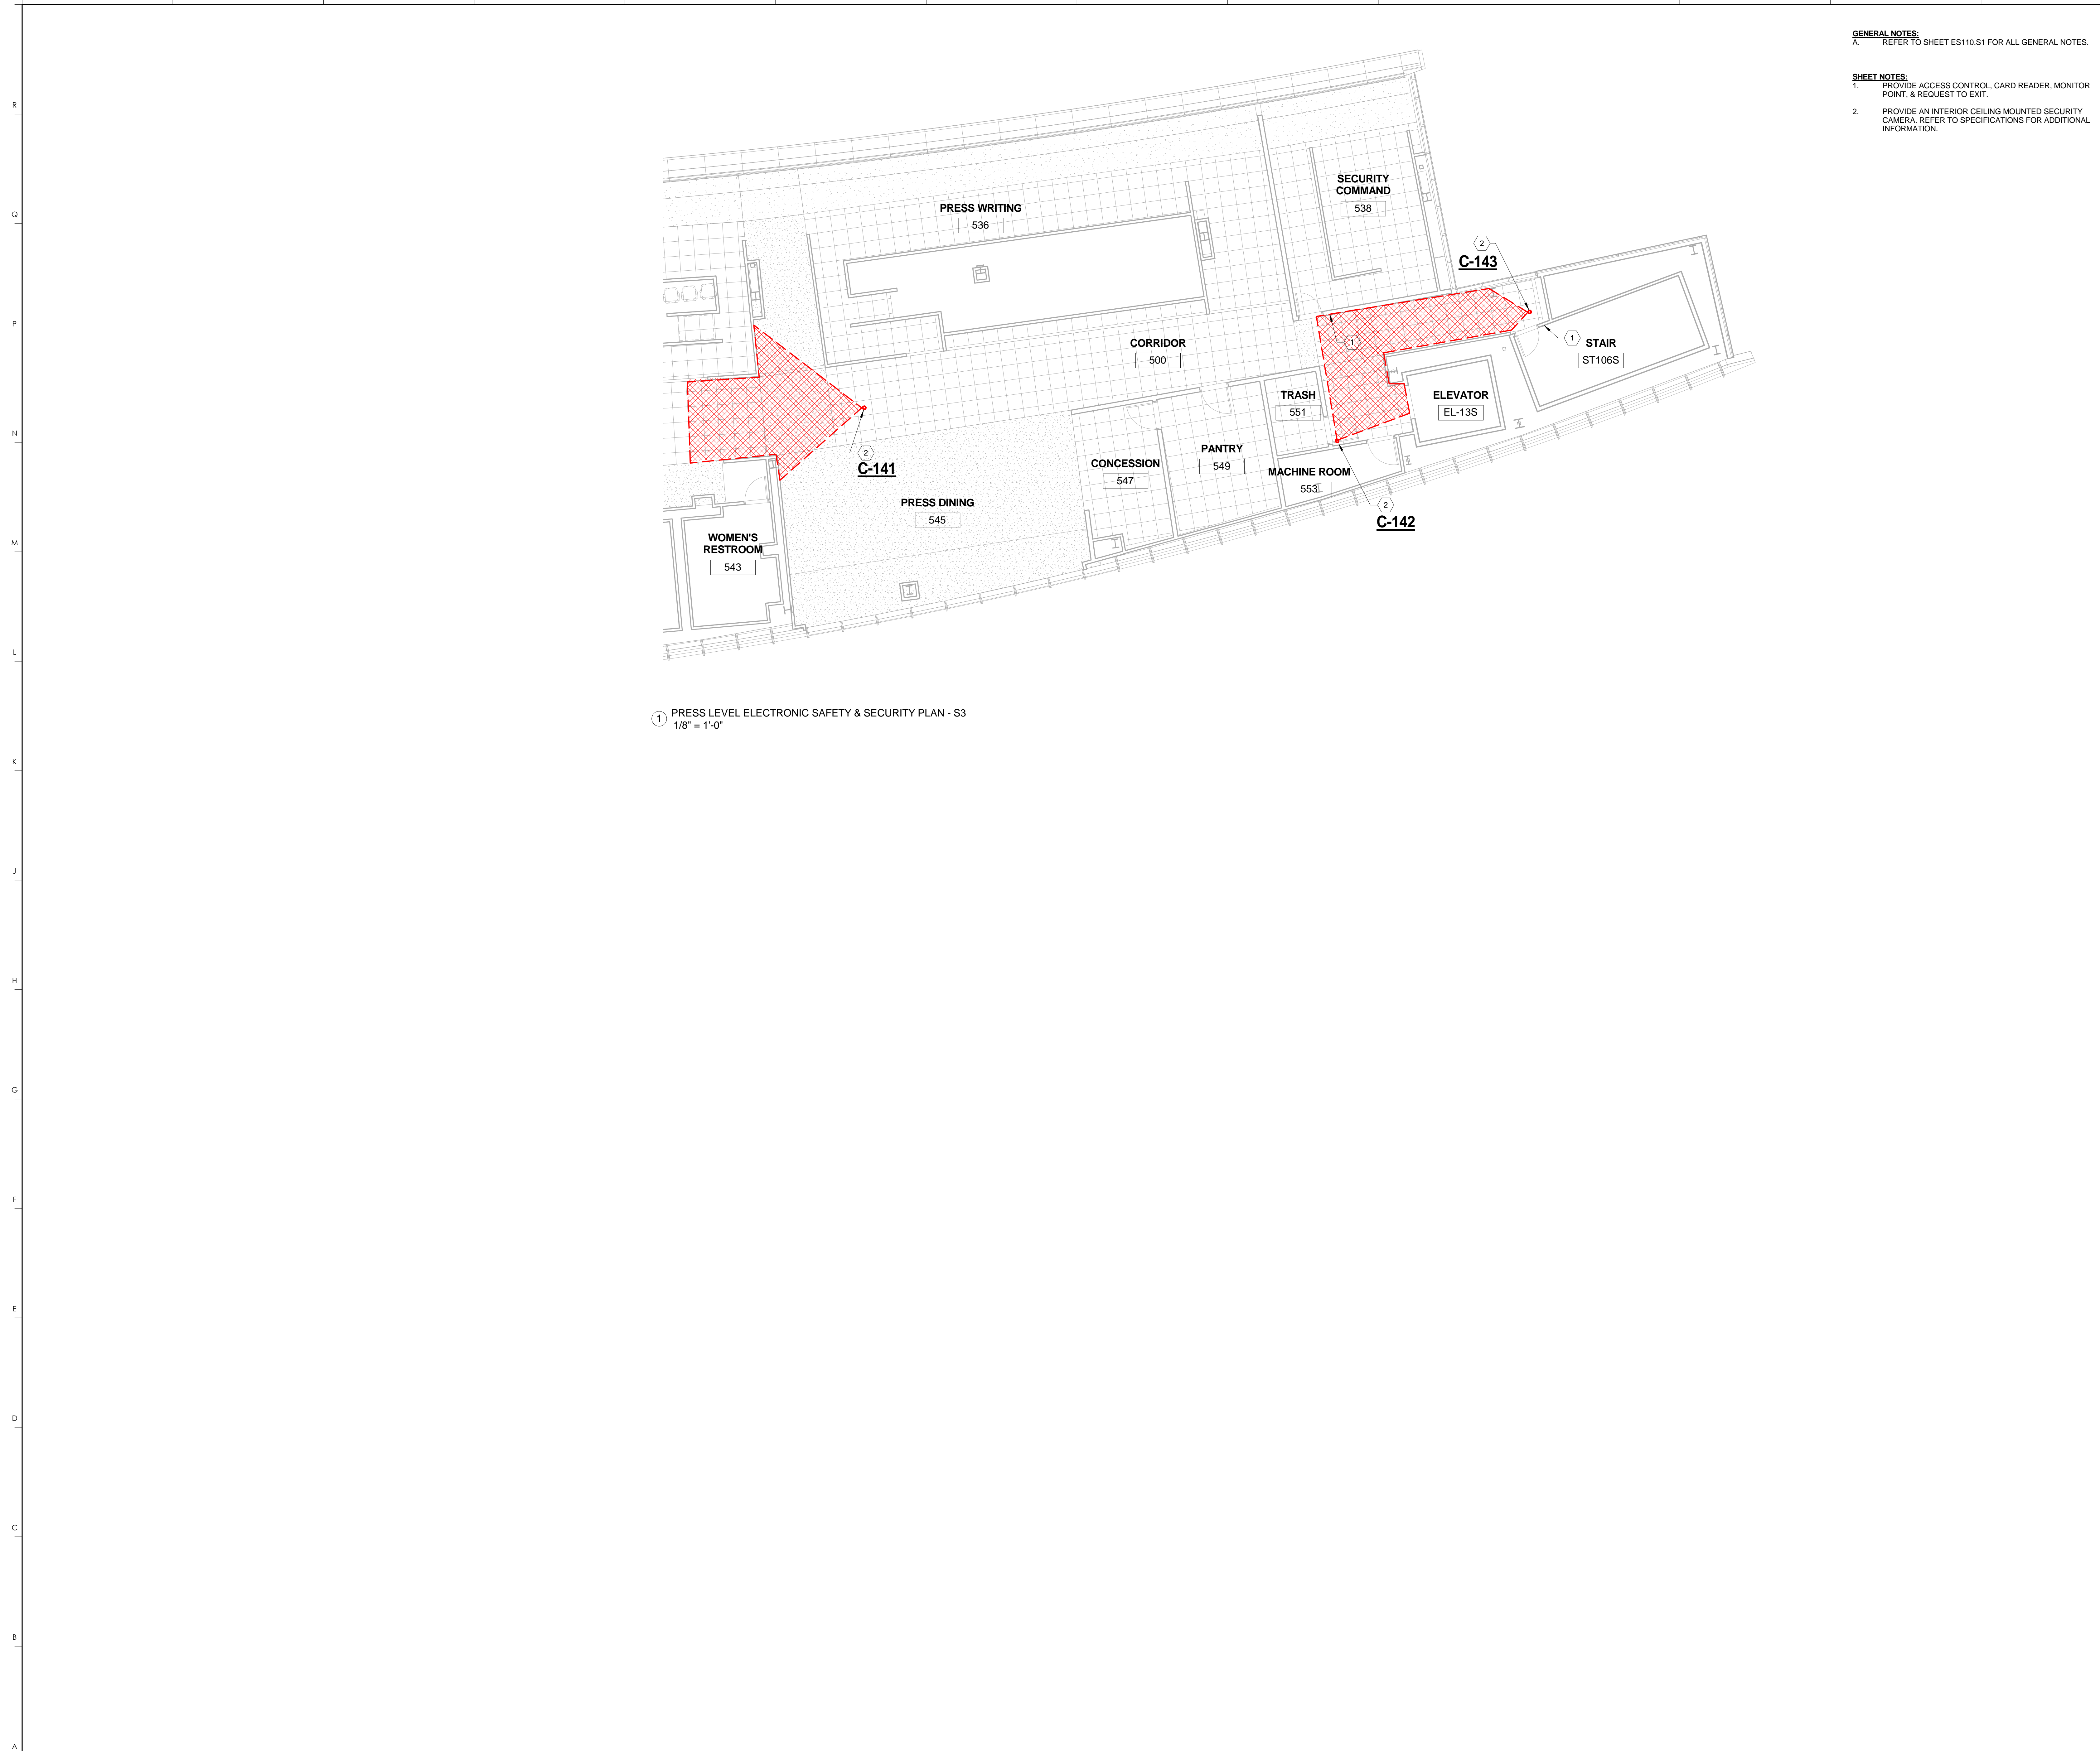 GENERAL NOTES:
A. REFER TO SHEET ES110.S1 FOR ALL GENERAL NOTES.
SHEET NOTES:
1. PROVIDE ACCESS CONTROL, CARD READER, MONITOR
POINT, & REQUEST TO EXIT.
2. PROVIDE AN INTERIOR CEILING MOUNTED SECURITY
CAMERA. REFER TO SPECIFICATIONS FOR ADDITIONAL
INFORMATION.
R
Q
P
N
M
L
K
J
H
G
F
E
D
C
B
A
SECURITY
COMMAND
538
PRESS WRITING
536
2
C-143
CORRIDOR
500
1
1
STAIR
ST106S
TRASH
551
ELEVATOR
EL-13S
2
C-141
PANTRY
549
CONCESSION
547
MACHINE ROOM
553
2
C-142
PRESS DINING
545
WOMEN'S
RESTROOM
543
1
PRESS LEVEL ELECTRONIC SAFETY & SECURITY PLAN - S3
1/8" = 1'-0"